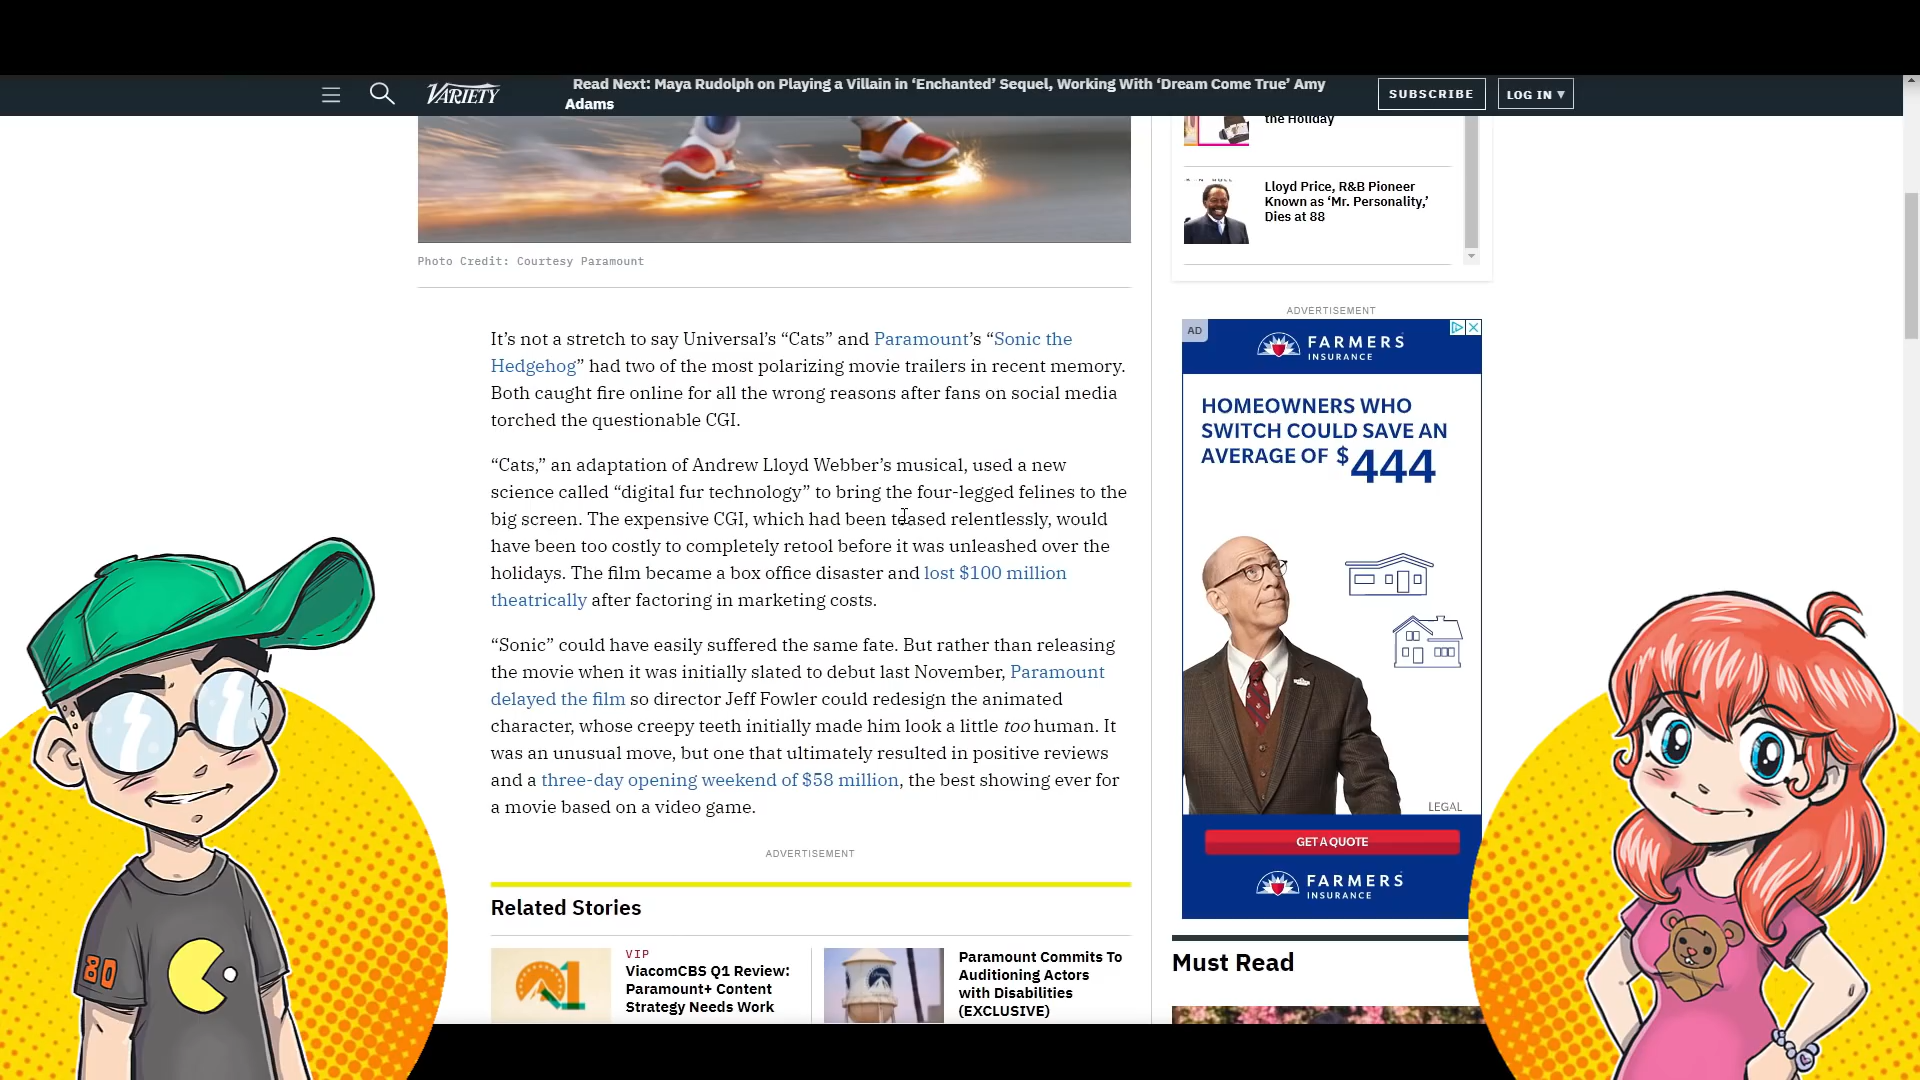 VARIETY
Read Next: Maya Rudolph on Playing a Villain in ‘Enchanted’ Sequel, Working With ‘Dream Come True’ Amy
Adams
SUBSCRIBE
LOG IN ▾
the Holiday
Lloyd Price, R&B Pioneer
Known as ‘Mr. Personality,’
Dies at 88
Photo Credit: Courtesy Paramount
It’s not a stretch to say Universal’s “Cats” and Paramount’s “Sonic the
Hedgehog” had two of the most polarizing movie trailers in recent memory.
Both caught fire online for all the wrong reasons after fans on social media
torched the questionable CGI.
“Cats,” an adaptation of Andrew Lloyd Webber’s musical, used a new
science called “digital fur technology” to bring the four-legged felines to the
big screen. The expensive CGI, which had been teased relentlessly, would
have been too costly to completely retool before it was unleashed over the
holidays. The film became a box office disaster and lost $100 million
theatrically after factoring in marketing costs.
“Sonic” could have easily suffered the same fate. But rather than releasing
the movie when it was initially slated to debut last November, Paramount
delayed the film so director Jeff Fowler could redesign the animated
character, whose creepy teeth initially made him look a little too human. It
was an unusual move, but one that ultimately resulted in positive reviews
and a three-day opening weekend of $58 million, the best showing ever for
a movie based on a video game.
ADVERTISEMENT
Related Stories
VIP
ViacomCBS Q1 Review:
Paramount+ Content
Strategy Needs Work
Paramount Commits To
Auditioning Actors
with Disabilities
(EXCLUSIVE)
ADVERTISEMENT
AD
FARMERS
INSURANCE
HOMEOWNERS WHO
SWITCH COULD SAVE AN
AVERAGE OF $444
LEGAL
GET A QUOTE
FARMERS
INSURANCE
Must Read
80